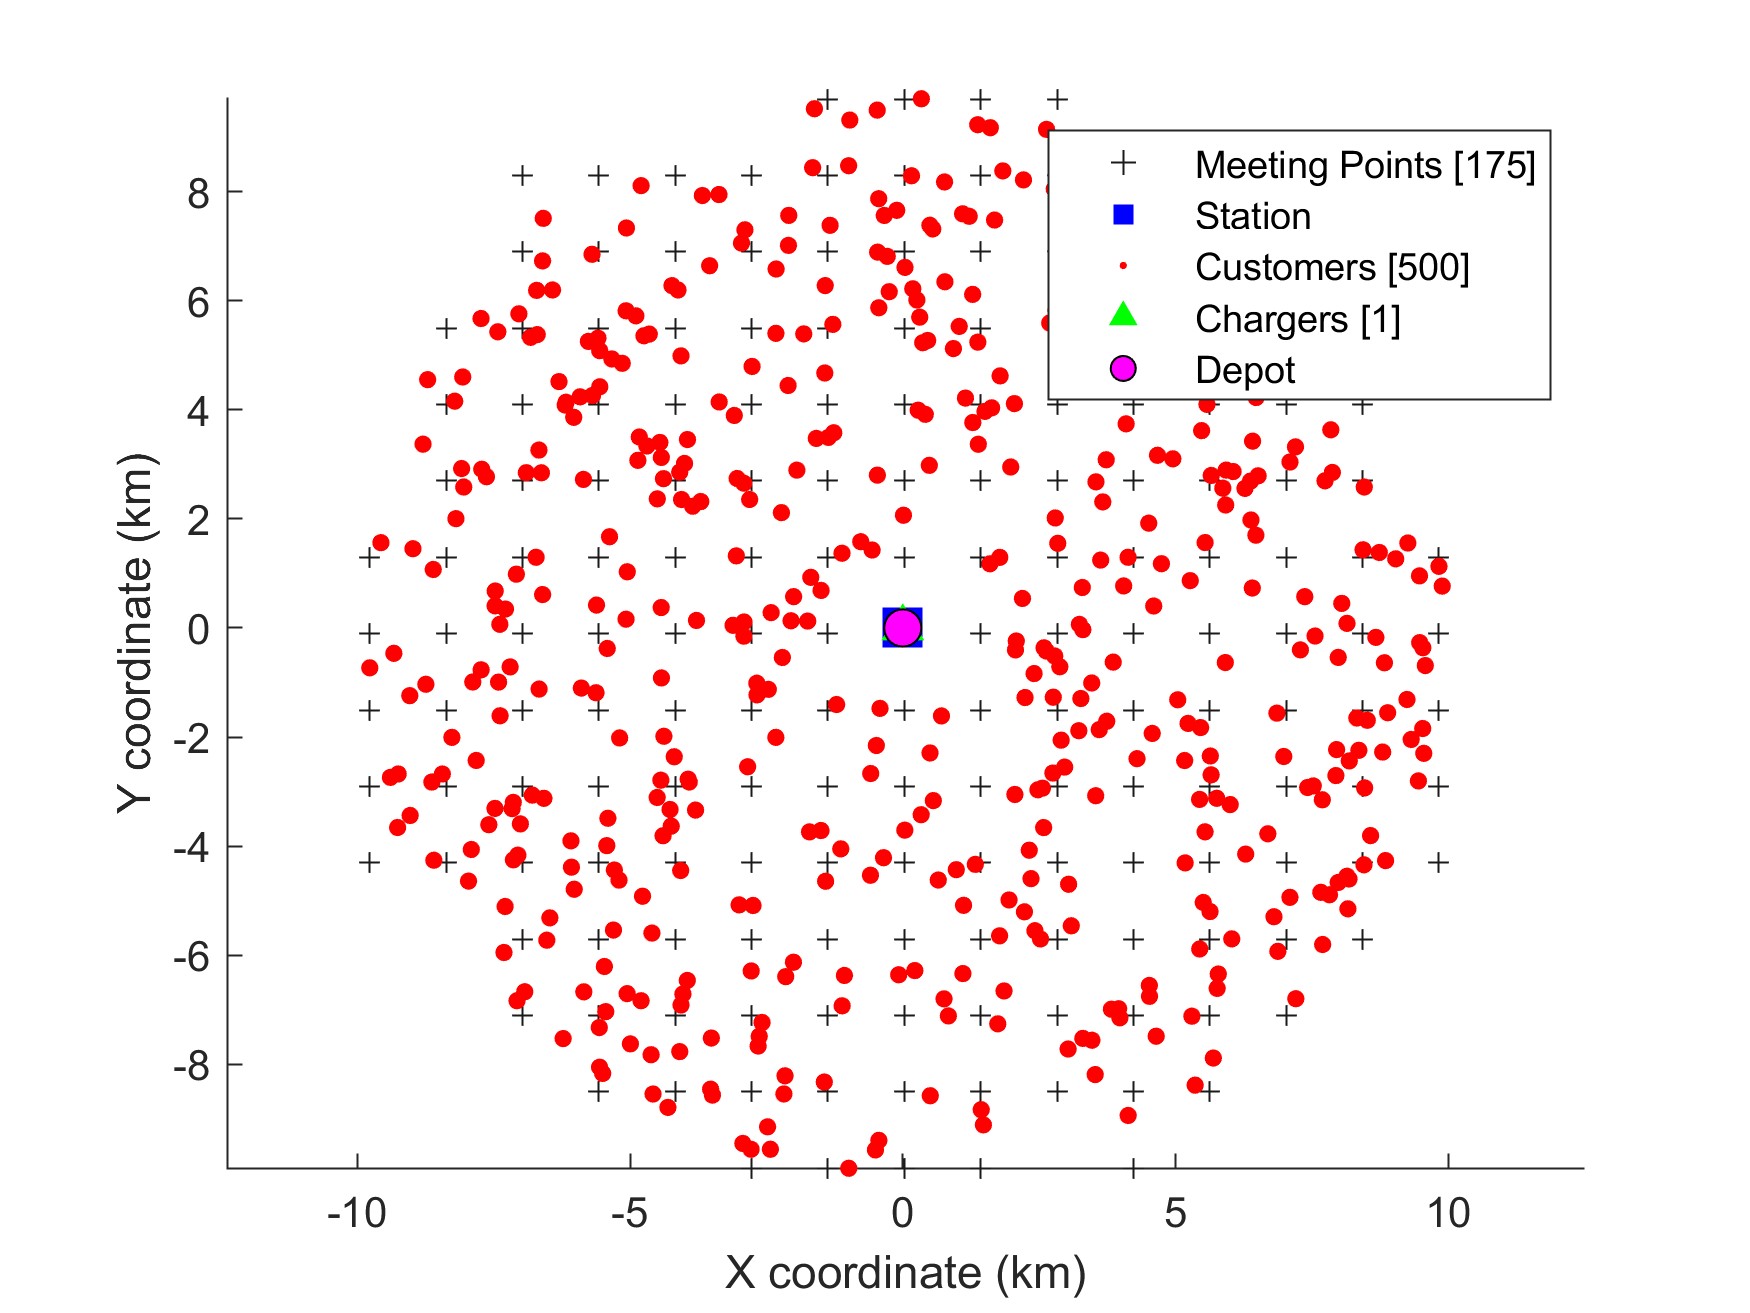 Meeting Points [175]
Station
Customers [500]
Chargers [1]
Depot
8
6
4
2
0
-2
-4
-6
-8
Y coordinate (km)
-10 -5 0 5 10
X coordinate (km)